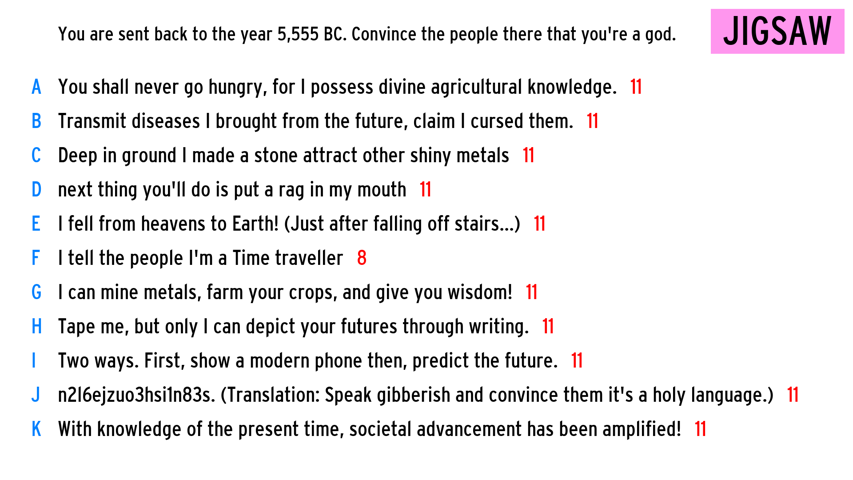 You are sent back to the year 5,555 BC. Convince the people there that you're a god.
JIGSAW
A You shall never go hungry, for I possess divine agricultural knowledge. 11
B Transmit diseases I brought from the future, claim I cursed them. 11
C Deep in ground I made a stone attract other shiny metals 11
D next thing you'll do is put a rag in my mouth 11
E I fell from heavens to Earth! (Just after falling off stairs...) 11
F I tell the people I'm a Time traveller 8
G I can mine metals, farm your crops, and give you wisdom! 11
H Tape me, but only I can depict your futures through writing. 11
I Two ways. First, show a modern phone then, predict the future. 11
J n2l6ejzuo3hsi1n83s. (Translation: Speak gibberish and convince them it's a holy language.) 11
K With knowledge of the present time, societal advancement has been amplified! 11